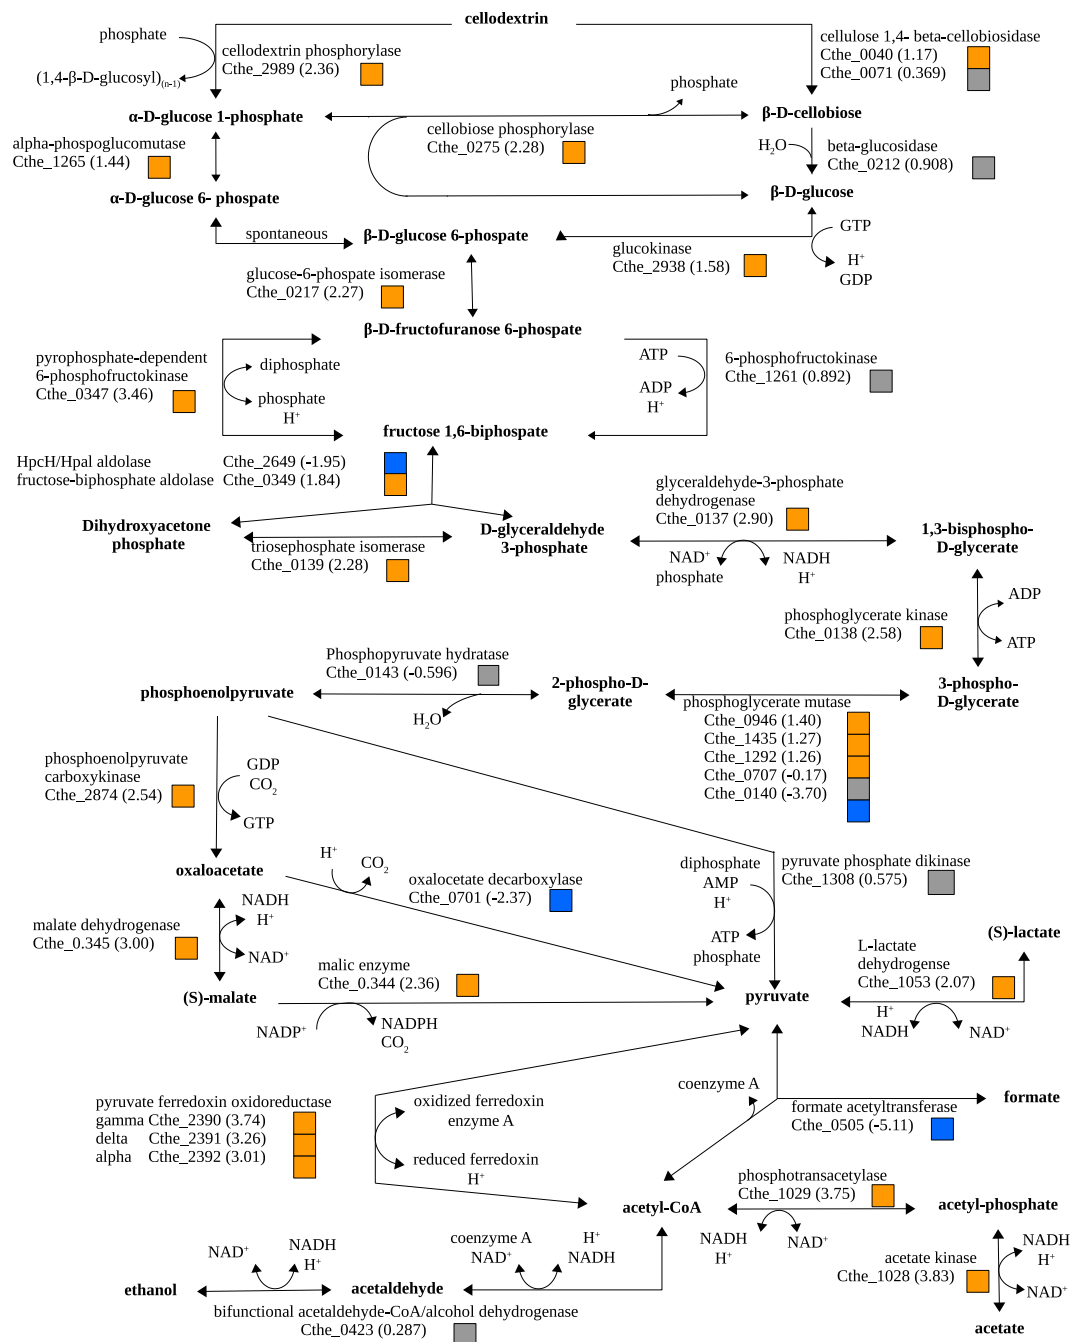 cellodextrin
phosphate
cellodextrin phosphorylase
Cthe_2989 (2.36)
(1,4-β-D-glucosyl)(n-1)
cellulose 1,4- beta-cellobiosidase
Cthe_0040 (1.17)
Cthe_0071 (0.369)
phosphate
α-D-glucose 1-phosphate
β-D-cellobiose
alpha-phospoglucomutase
Cthe_1265 (1.44)
cellobiose phosphorylase
Cthe_0275 (2.28)
H2O
beta-glucosidase
Cthe_0212 (0.908)
α-D-glucose 6- phospate
β-D-glucose
spontaneous
β-D-glucose 6-phospate
glucokinase
Cthe_2938 (1.58)
GTP
H+
GDP
glucose-6-phospate isomerase
Cthe_0217 (2.27)
β-D-fructofuranose 6-phospate
pyrophosphate-dependent
6-phosphofructokinase
Cthe_0347 (3.46)
diphosphate
phosphate
H+
ATP
ADP
H+
6-phosphofructokinase
Cthe_1261 (0.892)
fructose 1,6-biphospate
HpcH/Hpal aldolase
Cthe_2649 (-1.95)
fructose-biphosphate aldolase
Cthe_0349 (1.84)
glyceraldehyde-3-phosphate
dehydrogenase
Cthe_0137 (2.90)
Dihydroxyacetone
phosphate
D-glyceraldehyde
3-phosphate
1,3-bisphospho-
D-glycerate
triosephosphate isomerase
Cthe_0139 (2.28)
NAD+
phosphate
NADH
H+
phosphoglycerate kinase
Cthe_0138 (2.58)
ADP
ATP
Phosphopyruvate hydratase
Cthe_0143 (-0.596)
phosphoenolpyruvate
H2O
2-phospho-D-
glycerate
3-phospho-
D-glycerate
phosphoglycerate mutase
Cthe_0946 (1.40)
Cthe_1435 (1.27)
Cthe_1292 (1.26)
Cthe_0707 (-0.17)
Cthe_0140 (-3.70)
phosphoenolpyruvate
carboxykinase
Cthe_2874 (2.54)
GDP
CO2
GTP
oxaloacetate
H+
CO2
oxalocetate decarboxylase
Cthe_0701 (-2.37)
diphosphate
AMP
H+
ATP
phosphate
pyruvate phosphate dikinase
Cthe_1308 (0.575)
malate dehydrogenase
Cthe_0.345 (3.00)
NADH
H+
NAD+
(S)-malate
malic enzyme
Cthe_0.344 (2.36)
NADP+
NADPH
CO2
pyruvate
L-lactate
dehydrogense
Cthe_1053 (2.07)
(S)-lactate
H+
NADH
NAD+
coenzyme A
pyruvate ferredoxin oxidoreductase
gamma Cthe_2390 (3.74)
delta Cthe_2391 (3.26)
alpha Cthe_2392 (3.01)
oxidized ferredoxin
enzyme A
reduced ferredoxin
H+
formate
formate acetyltransferase
Cthe_0505 (-5.11)
phosphotransacetylase
Cthe_1029 (3.75)
acetyl-CoA
acetyl-phosphate
NADH
H+
NAD+
acetate kinase
Cthe_1028 (3.83)
NADH
H+
NAD+
acetate
NAD+
NADH
H+
coenzyme A
NAD+
H+
NADH
ethanol
acetaldehyde
bifunctional acetaldehyde-CoA/alcohol dehydrogenase
Cthe_0423 (0.287)